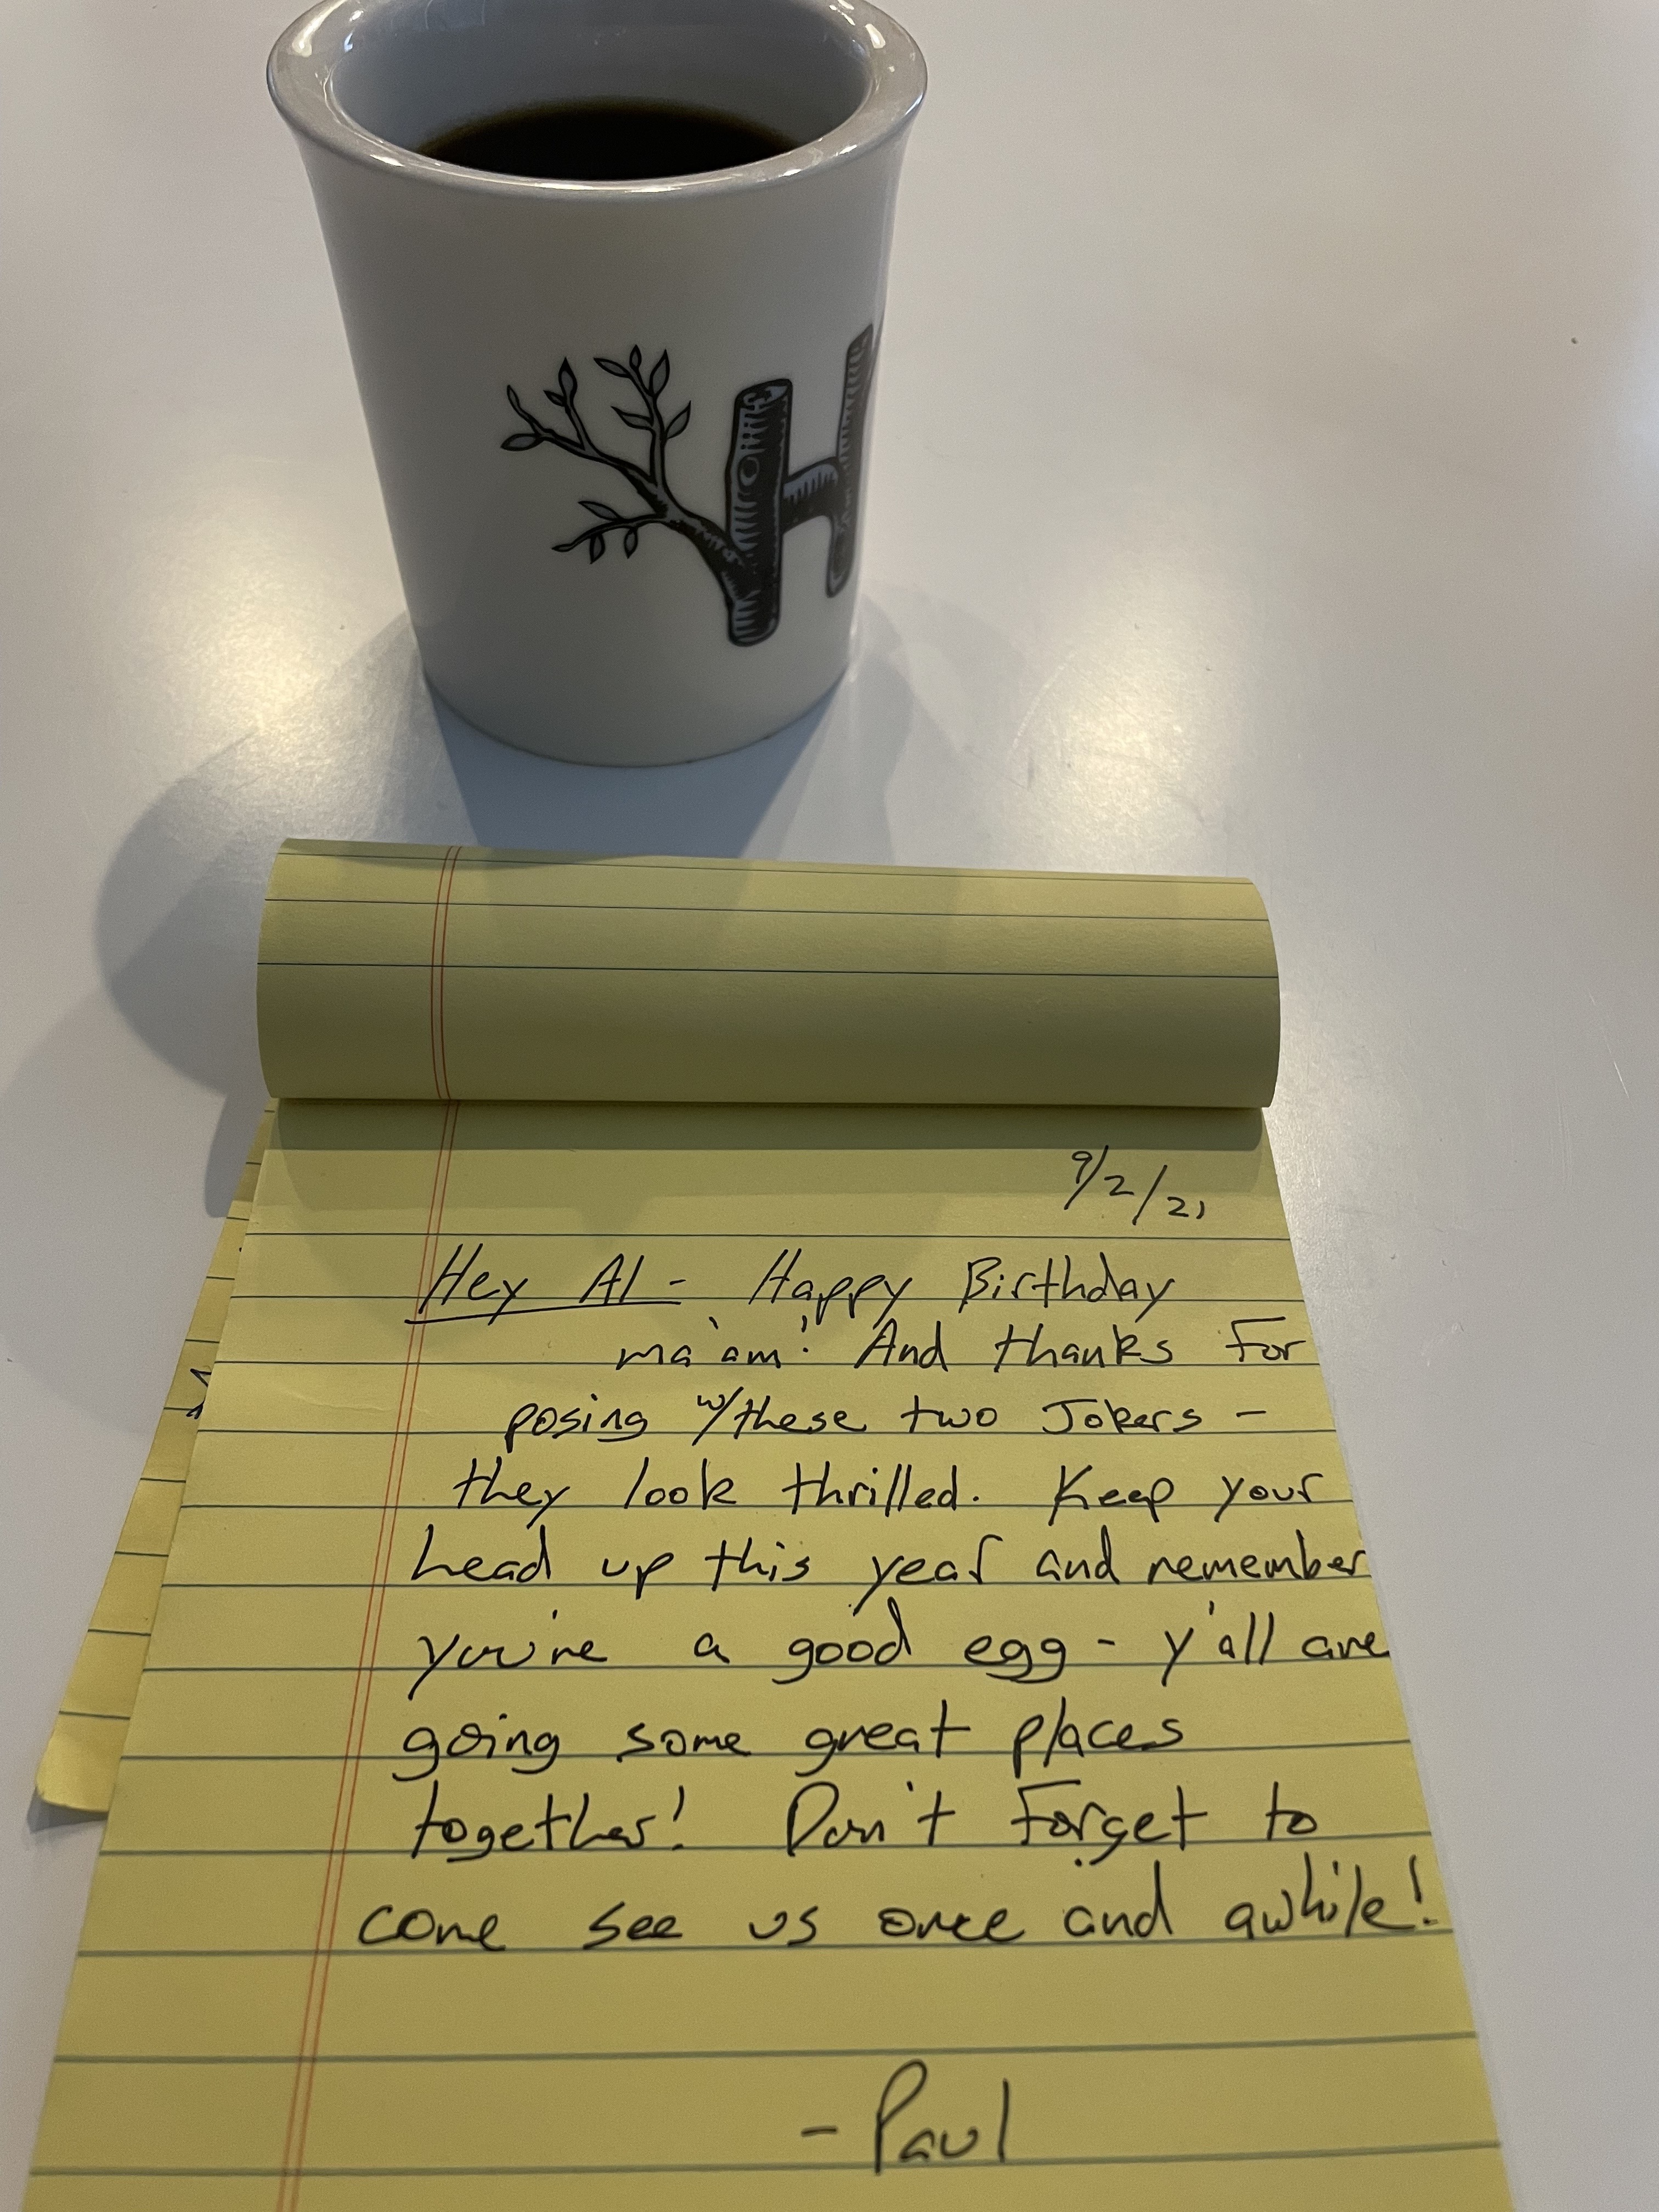 H
9/2/21
Hey Al - Happy Birthday
ma'am! And thanks For
posing w/these two Jokers -
they look thrilled. Keep your
head up this year and remember
you're a good egg - y'all are
going some great places
together! Don't Forget to
come see us once and awhile!
- Paul